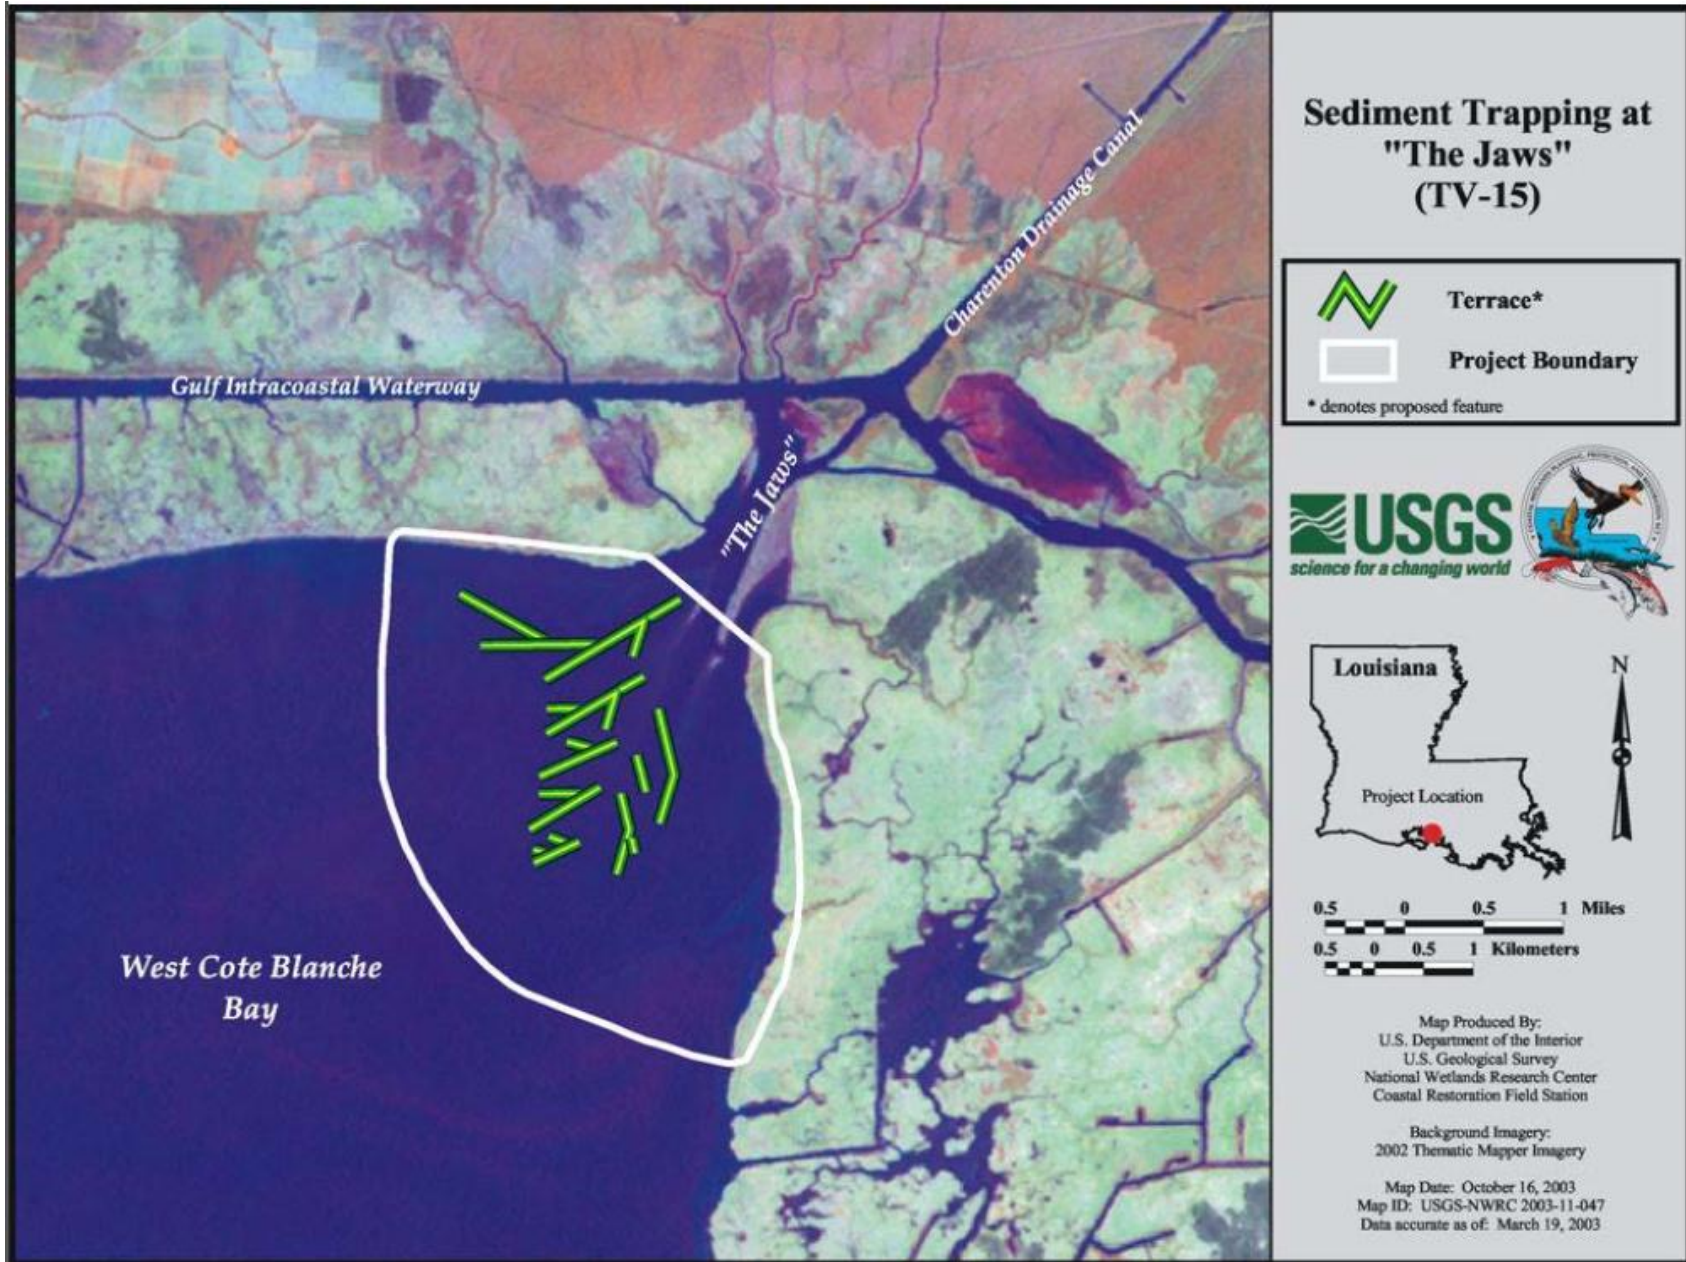 Sediment Trapping at
"The Jaws"
(TV-15)
Terrace*
Project Boundary
* denotes proposed feature
USGS
science for a changing world
Louisiana
N
Project Location
0.5 0 0.5 1 Miles
0.5 0 0.5 1 Kilometers
Map Produced By:
U.S. Department of the Interior
U.S. Geological Survey
National Wetlands Research Center
Coastal Restoration Field Station
Background Imagery:
2002 Thematic Mapper Imagery
Map Date: October 16, 2003
Map ID: USGS-NWRC 2003-11-047
Data accurate as of: March 19, 2003
Charenton Drainage Canal
Gulf Intracoastal Waterway
"The Jaws"
West Cote Blanche
Bay